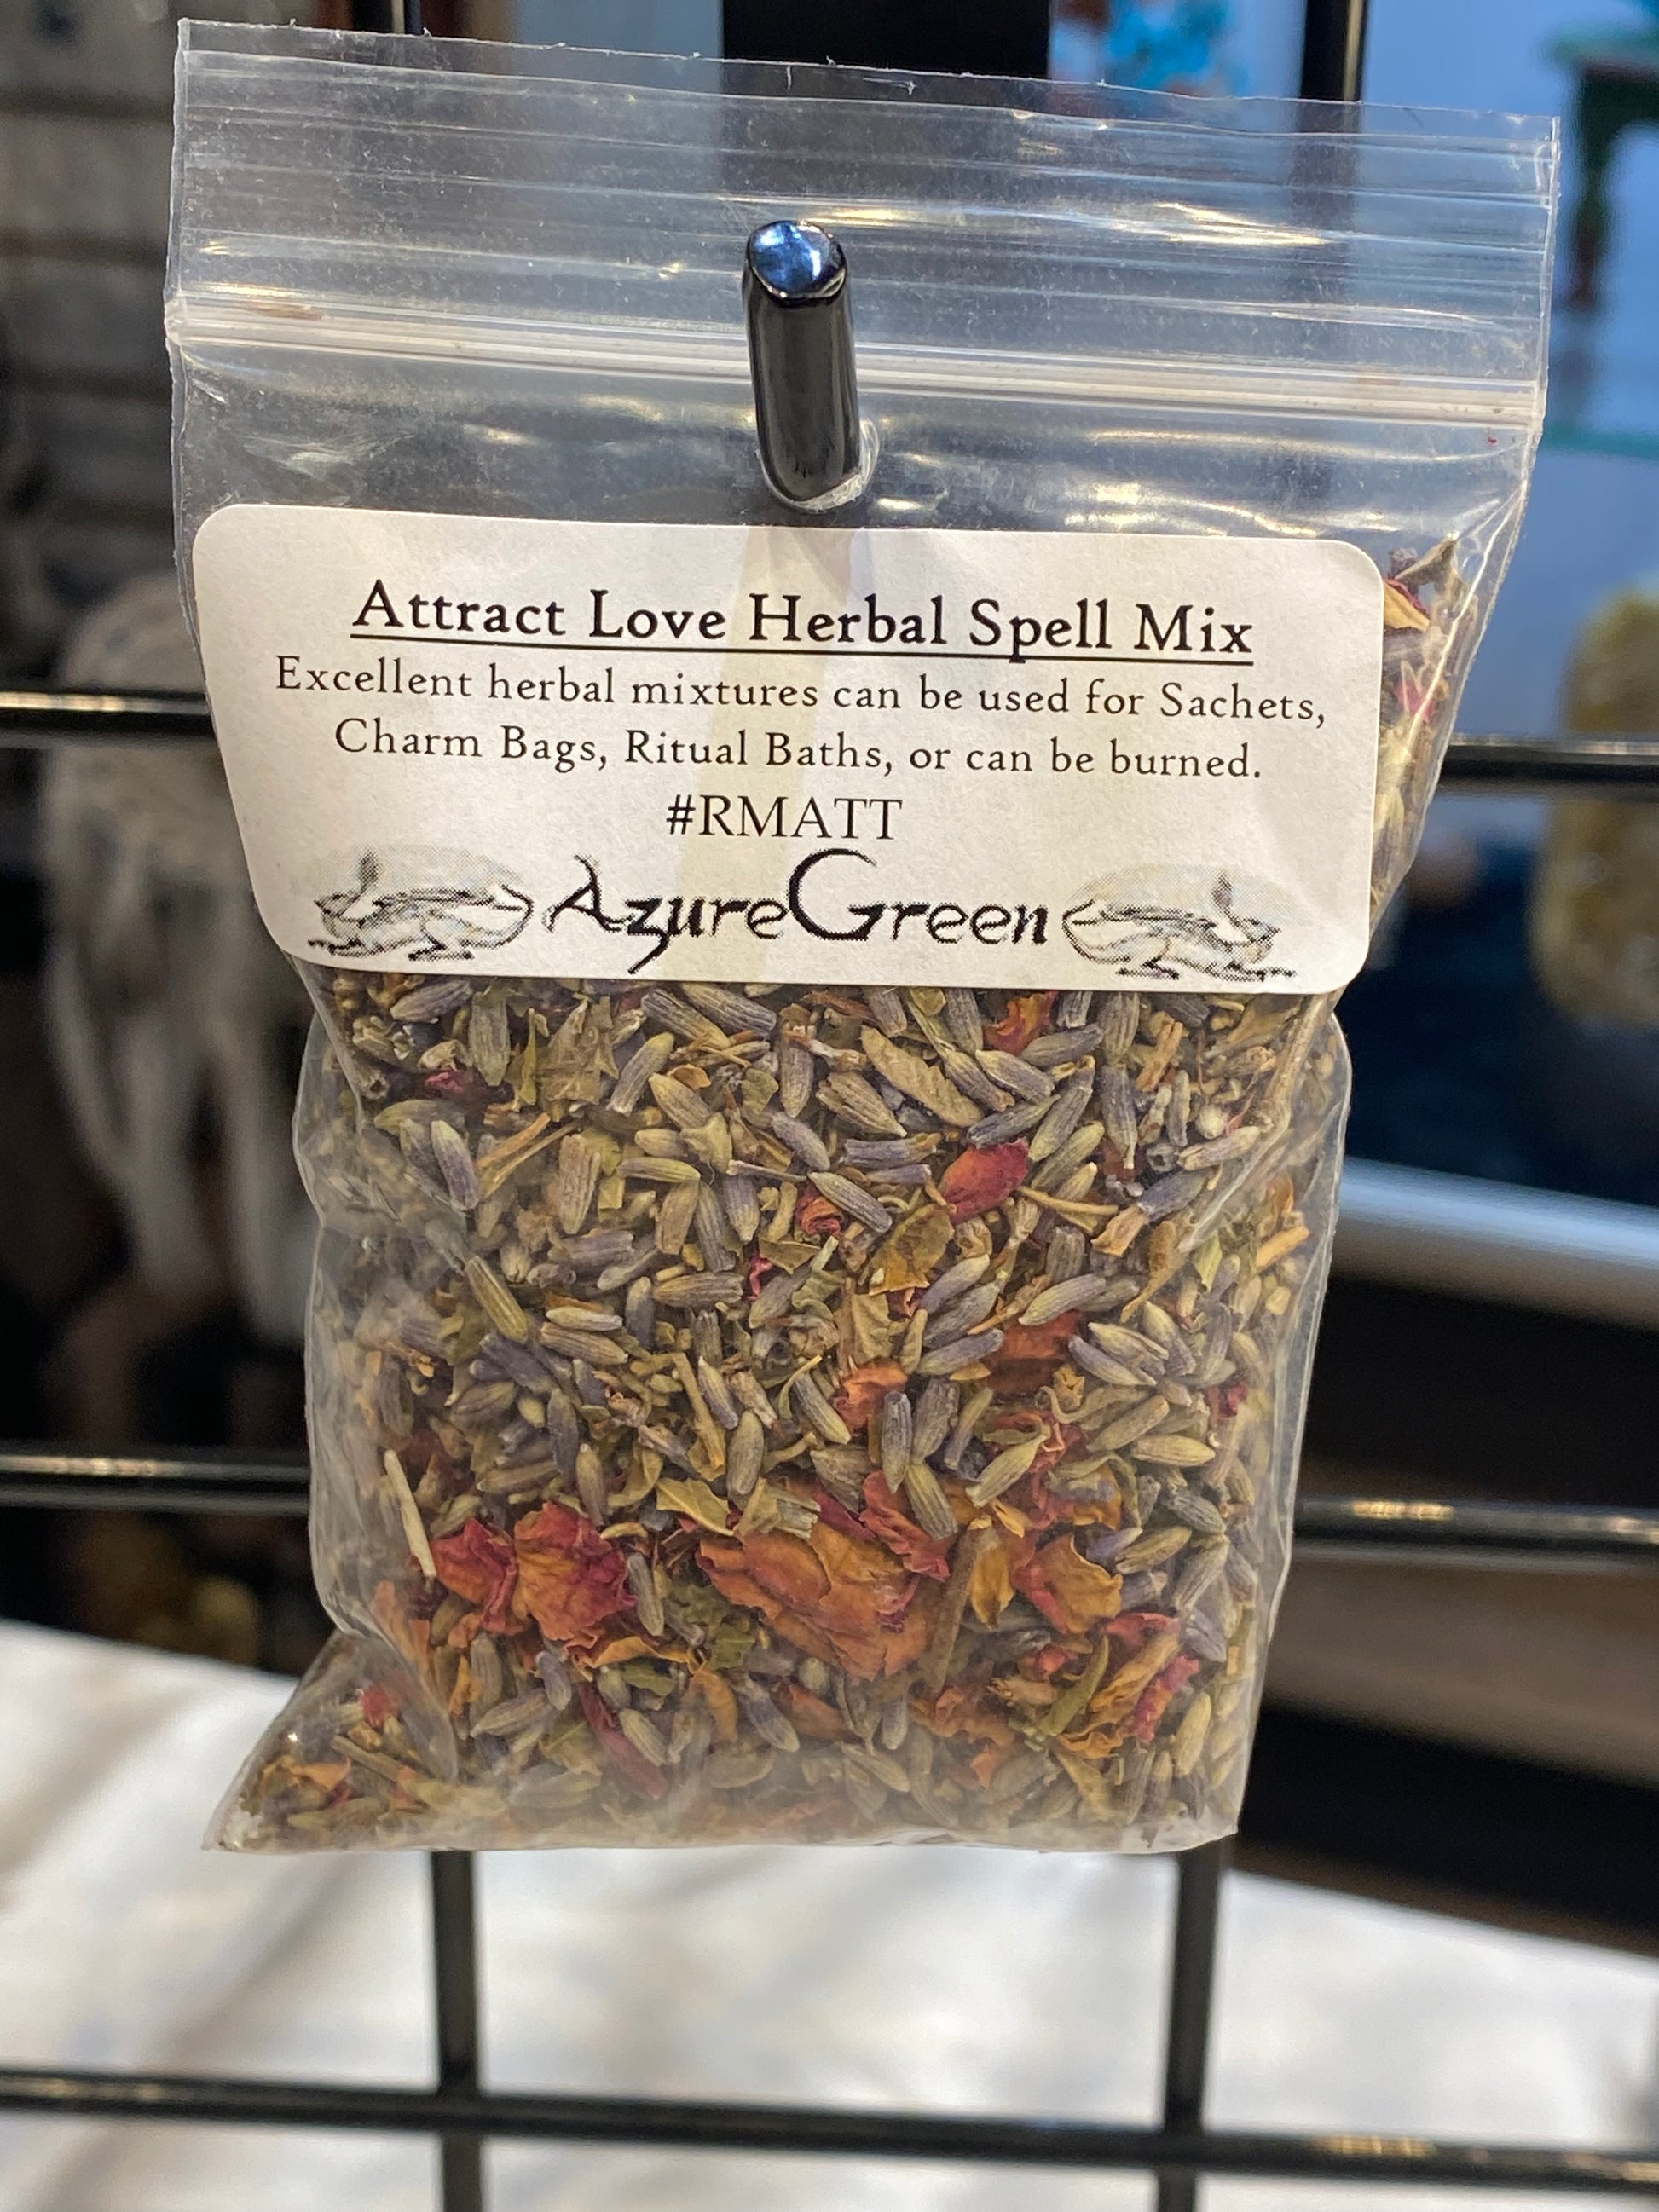 Attract Love Herbal Spell Mix
Excellent herbal mixtures can be used for Sachets,
Charm Bags, Ritual Baths, or can be burned.
#RMATT
AzureGreen